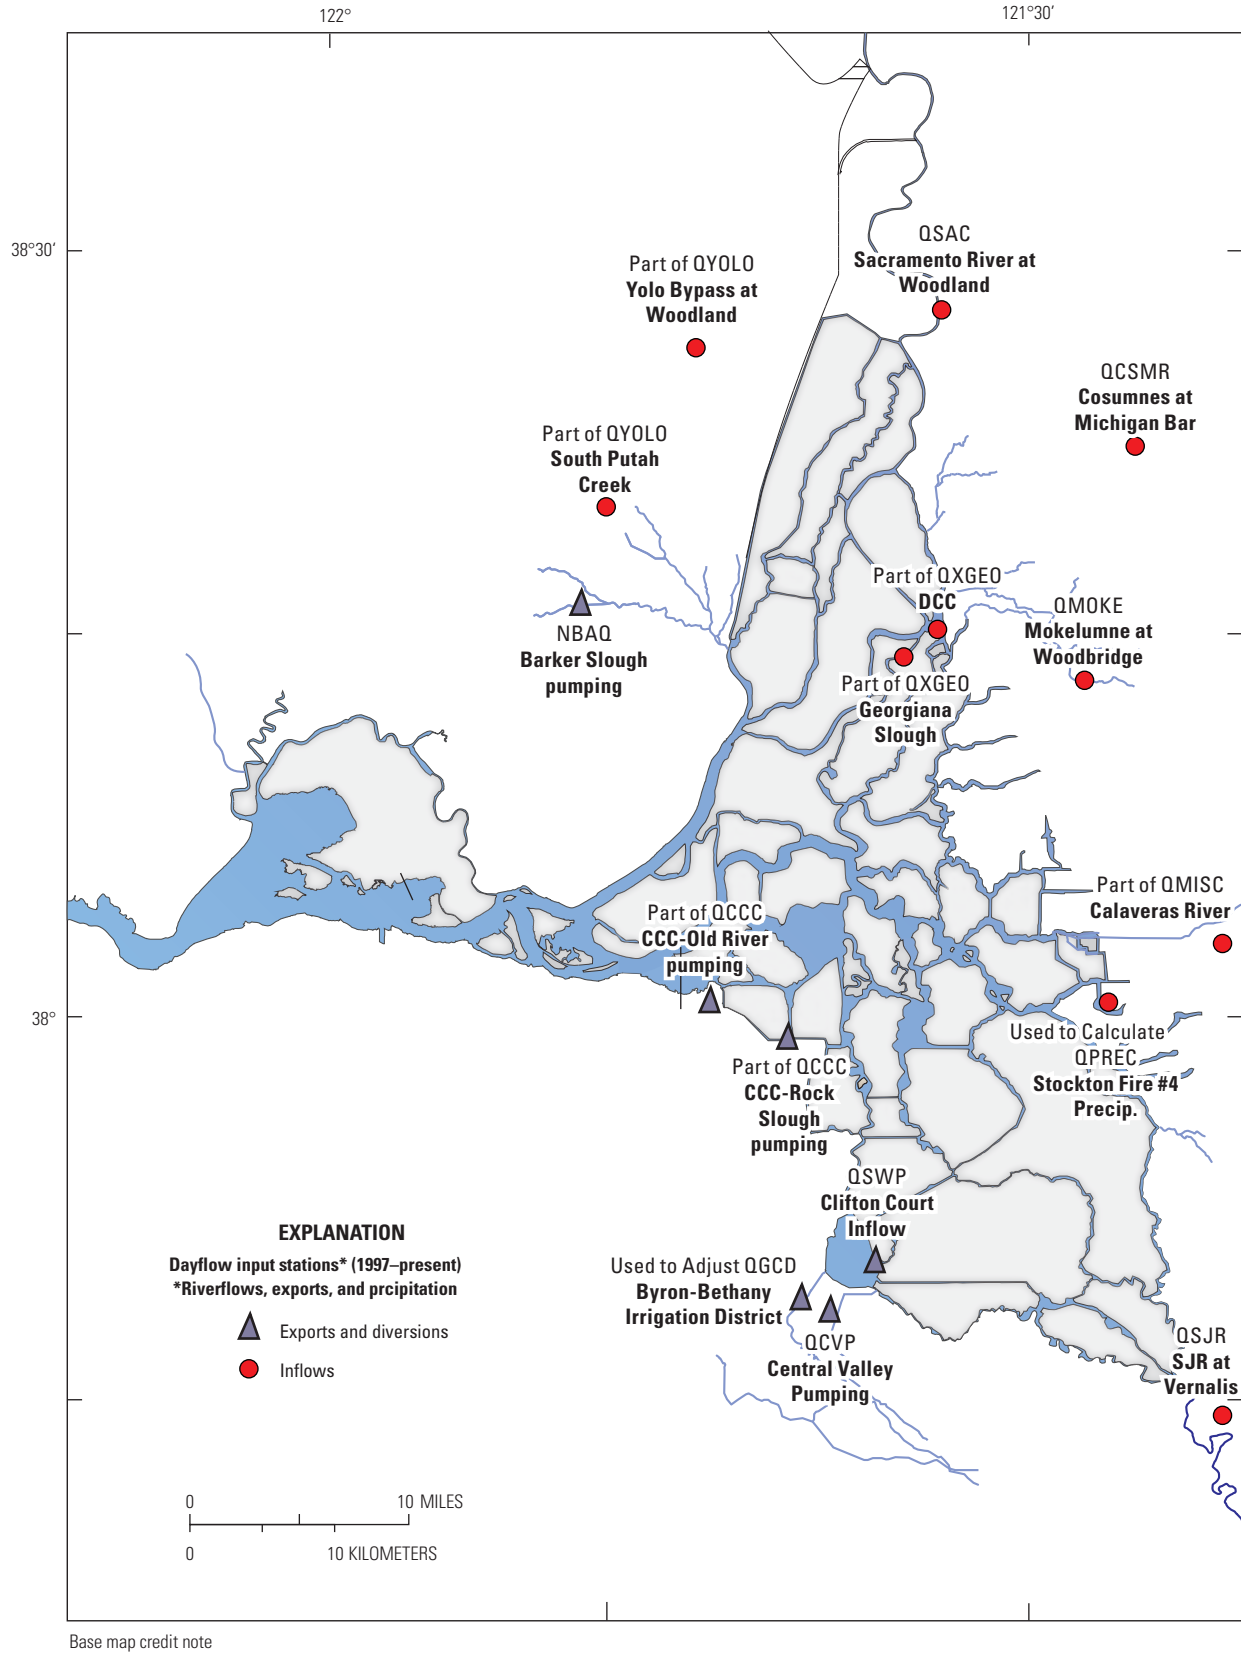 122°
121°30′
38°30′
QSAC
Sacramento River at
Woodland
Part of QYOLO
Yolo Bypass at
Woodland
QCSMR
Cosumnes at
Michigan Bar
Part of QYOLO
South Putah
Creek
Part of QXGEO
DCC
QMOKE
Mokelumne at
Woodbridge
NBAQ
Barker Slough
pumping
Part of QXGEO
Georgiana
Slough
Part of QMISC
Calaveras River
Part of QCCC
CCC-Old River
pumping
38°
Used to Calculate
QPREC
Stockton Fire #4
Precip.
Part of QCCC
CCC-Rock
Slough
pumping
QSWP
Clifton Court
Inflow
EXPLANATION
Dayflow input stations* (1997–present)
*Riverflows, exports, and prcipitation
Exports and diversions
Inflows
Used to Adjust QGCD
Byron-Bethany
Irrigation District
QCVP
Central Valley
Pumping
QSJR
SJR at
Vernalis
0 10 MILES
0 10 KILOMETERS
Base map credit note